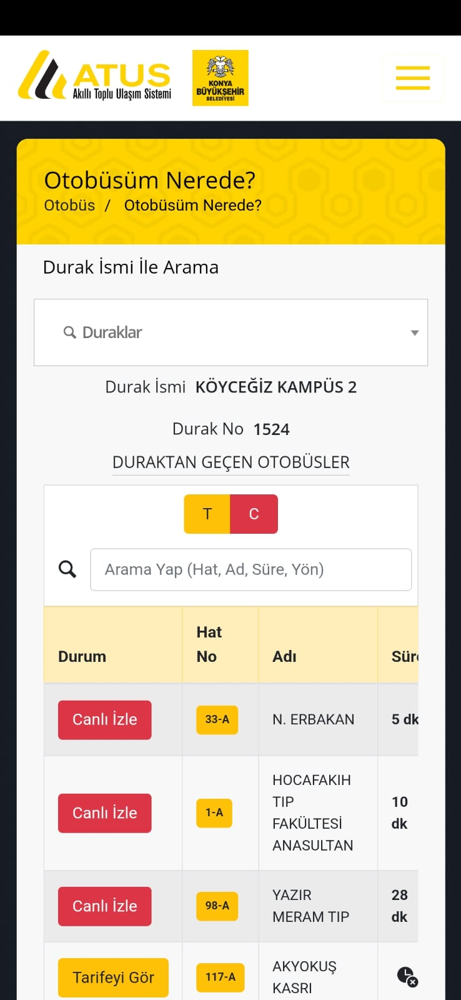 ATUS
Akıllı Toplu Ulaşım Sistemi
KONYA
BÜYÜKŞEHİR
BELEDİYESİ
Otobüsüm Nerede?
Otobüs / Otobüsüm Nerede?
Durak İsmi İle Arama
Duraklar
Durak İsmi KÖYCEĞİZ KAMPÜS 2
Durak No 1524
DURAKTAN GEÇEN OTOBÜSLER
T C
Arama Yap (Hat, Ad, Süre, Yön)
Hat
Durum No Adı Süre
Canlı İzle 33-A N. ERBAKAN 5 dk
HOCAFAKIH
TIP 10
Canlı İzle 1-A FAKÜLTESİ dk
ANASULTAN
YAZIR 28
Canlı İzle 98-A MERAM TIP dk
AKYOKUŞ
Tarifeyi Gör 117-A KASRI